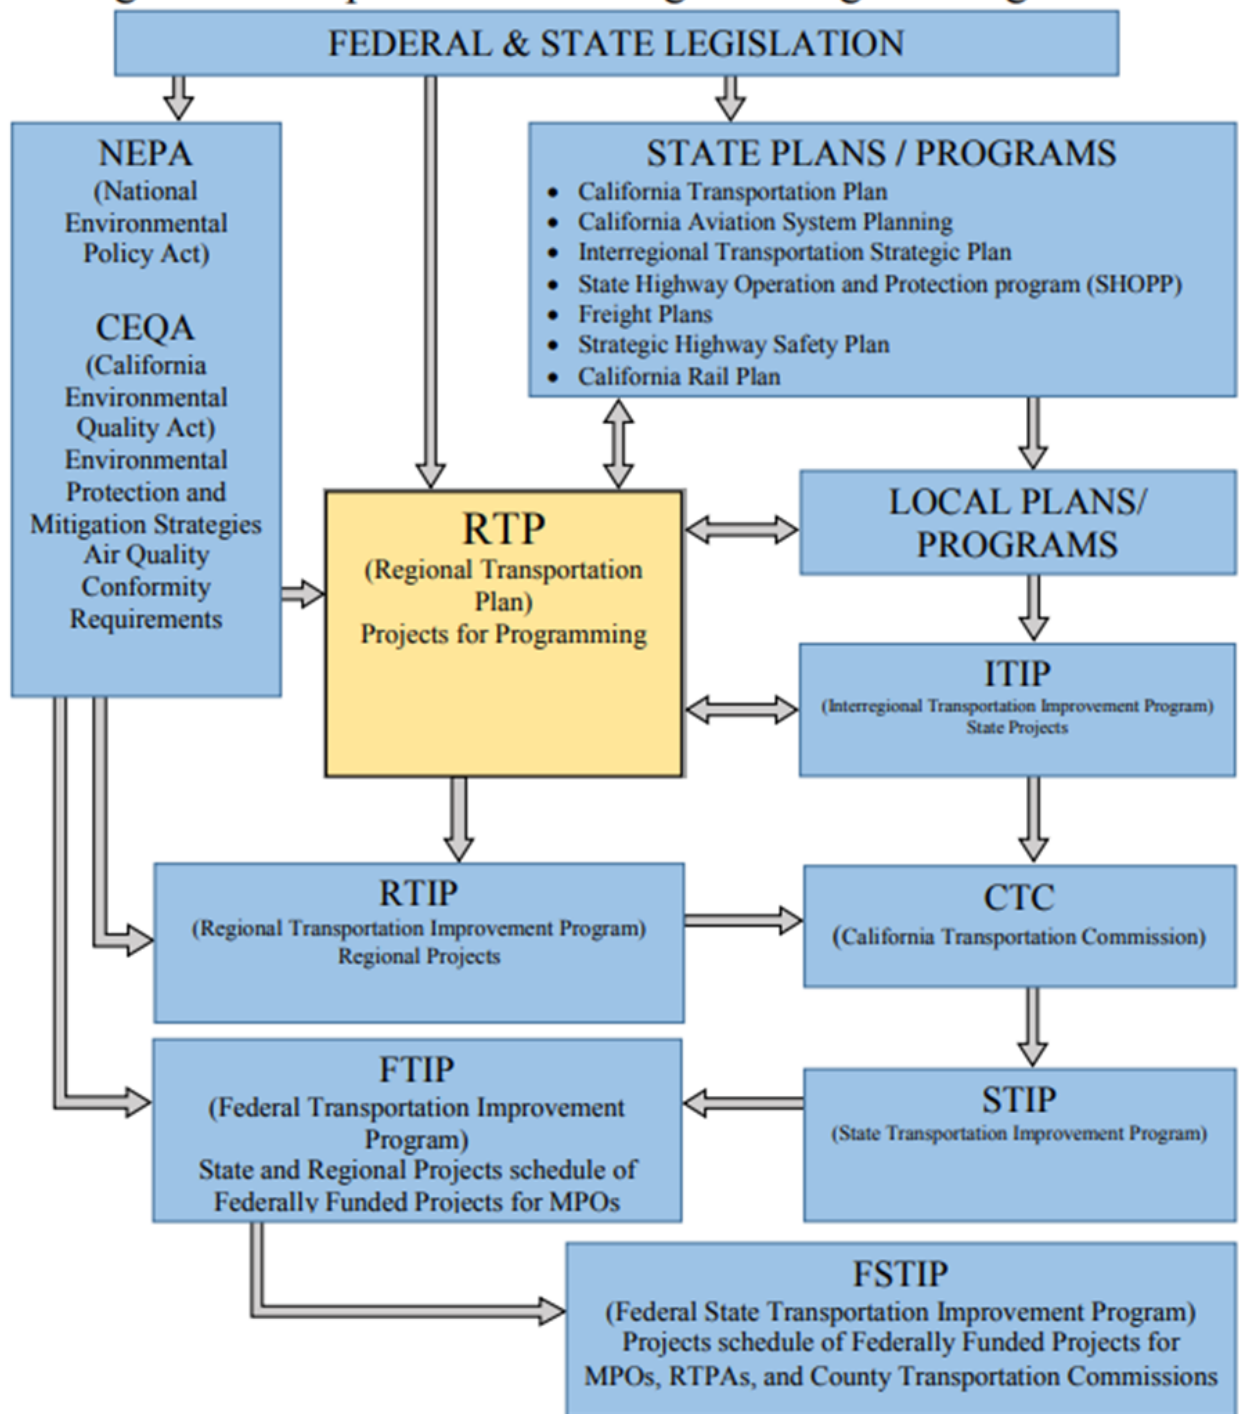 FEDERAL & STATE LEGISLATION
NEPA
(National
Environmental
Policy Act)
CEQA
(California
Environmental
Quality Act)
Environmental
Protection and
Mitigation Strategies
Air Quality
Conformity
Requirements
STATE PLANS / PROGRAMS
• California Transportation Plan
• California Aviation System Planning
• Interregional Transportation Strategic Plan
• State Highway Operation and Protection program (SHOPP)
• Freight Plans
• Strategic Highway Safety Plan
• California Rail Plan
RTP
(Regional Transportation
Plan)
Projects for Programming
LOCAL PLANS/
PROGRAMS
ITIP
(Interregional Transportation Improvement Program)
State Projects
RTIP
(Regional Transportation Improvement Program)
Regional Projects
CTC
(California Transportation Commission)
FTIP
(Federal Transportation Improvement
Program)
State and Regional Projects schedule of
Federally Funded Projects for MPOs
STIP
(State Transportation Improvement Program)
FSTIP
(Federal State Transportation Improvement Program)
Projects schedule of Federally Funded Projects for
MPOs, RTPAs, and County Transportation Commissions